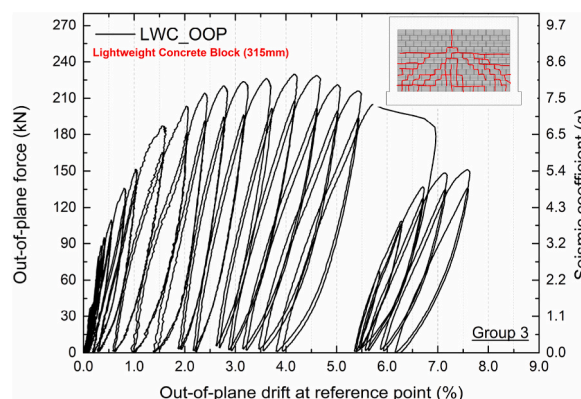 270
240
210
180
150
120
90
60
30
0
Out-of-plane force (kN)
LWC_OOP
Lightweight Concrete Block (315mm)
9.7
8.6
7.5
6.5
5.4
4.3
3.2
2.2
1.1
0.0
Seismic coefficient (g)
Group 3
0.0 1.0 2.0 3.0 4.0 5.0 6.0 7.0 8.0 9.0
Out-of-plane drift at reference point (%)